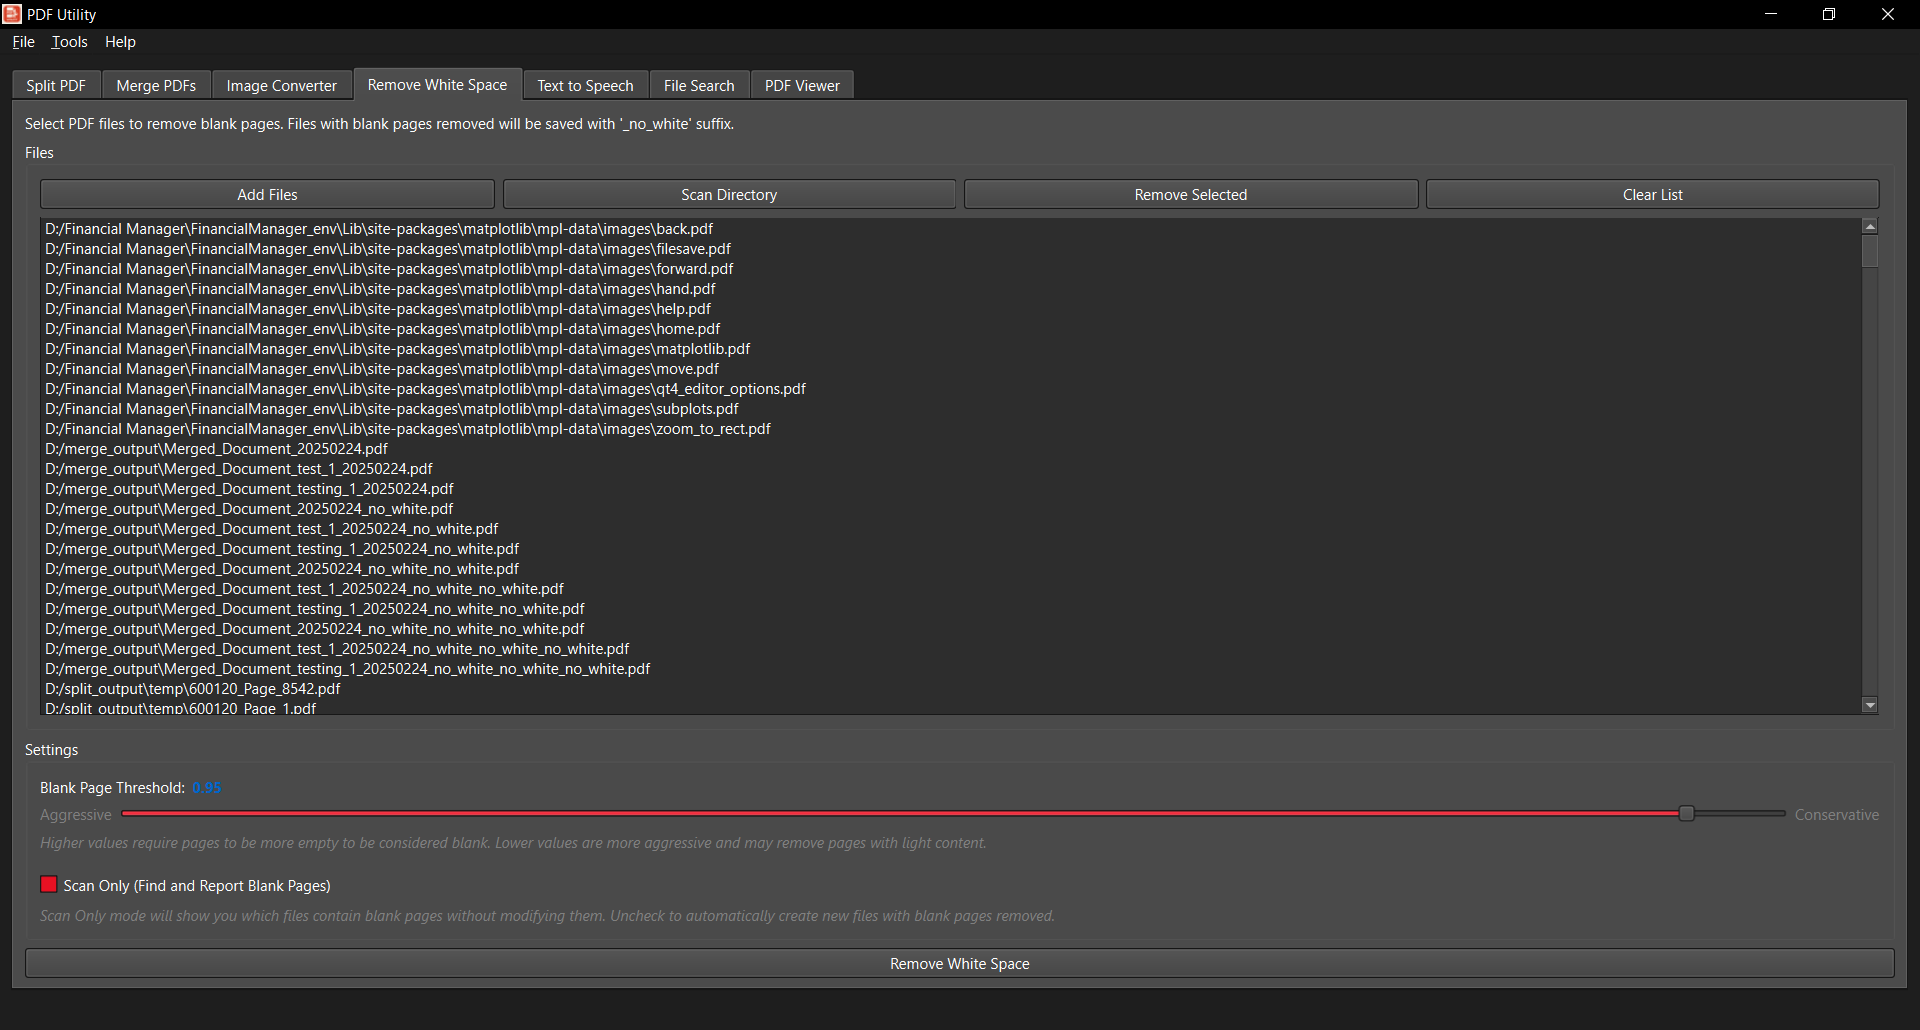 PDF Utility
File Tools Help
Split PDF Merge PDFs Image Converter Remove White Space Text to Speech File Search PDF Viewer
Select PDF files to remove blank pages. Files with blank pages removed will be saved with '_no_white' suffix.
Files
Add Files Scan Directory Remove Selected Clear List
D:/Financial Manager\FinancialManager_env\Lib\site-packages\matplotlib\mpl-data\images\back.pdf
D:/Financial Manager\FinancialManager_env\Lib\site-packages\matplotlib\mpl-data\images\filesave.pdf
D:/Financial Manager\FinancialManager_env\Lib\site-packages\matplotlib\mpl-data\images\forward.pdf
D:/Financial Manager\FinancialManager_env\Lib\site-packages\matplotlib\mpl-data\images\hand.pdf
D:/Financial Manager\FinancialManager_env\Lib\site-packages\matplotlib\mpl-data\images\help.pdf
D:/Financial Manager\FinancialManager_env\Lib\site-packages\matplotlib\mpl-data\images\home.pdf
D:/Financial Manager\FinancialManager_env\Lib\site-packages\matplotlib\mpl-data\images\matplotlib.pdf
D:/Financial Manager\FinancialManager_env\Lib\site-packages\matplotlib\mpl-data\images\move.pdf
D:/Financial Manager\FinancialManager_env\Lib\site-packages\matplotlib\mpl-data\images\qt4_editor_options.pdf
D:/Financial Manager\FinancialManager_env\Lib\site-packages\matplotlib\mpl-data\images\subplots.pdf
D:/Financial Manager\FinancialManager_env\Lib\site-packages\matplotlib\mpl-data\images\zoom_to_rect.pdf
D:/merge_output\Merged_Document_20250224.pdf
D:/merge_output\Merged_Document_test_1_20250224.pdf
D:/merge_output\Merged_Document_testing_1_20250224.pdf
D:/merge_output\Merged_Document_20250224_no_white.pdf
D:/merge_output\Merged_Document_test_1_20250224_no_white.pdf
D:/merge_output\Merged_Document_testing_1_20250224_no_white.pdf
D:/merge_output\Merged_Document_20250224_no_white_no_white.pdf
D:/merge_output\Merged_Document_test_1_20250224_no_white_no_white.pdf
D:/merge_output\Merged_Document_testing_1_20250224_no_white_no_white.pdf
D:/merge_output\Merged_Document_20250224_no_white_no_white_no_white.pdf
D:/merge_output\Merged_Document_test_1_20250224_no_white_no_white_no_white.pdf
D:/merge_output\Merged_Document_testing_1_20250224_no_white_no_white_no_white.pdf
D:/split_output\temp\600120_Page_8542.pdf
D:/split_output\temp\600120_Page_1.pdf
Settings
Blank Page Threshold: 0.95
Aggressive Conservative
Higher values require pages to be more empty to be considered blank. Lower values are more aggressive and may remove pages with light content.
Scan Only (Find and Report Blank Pages)
Scan Only mode will show you which files contain blank pages without modifying them. Uncheck to automatically create new files with blank pages removed.
Remove White Space